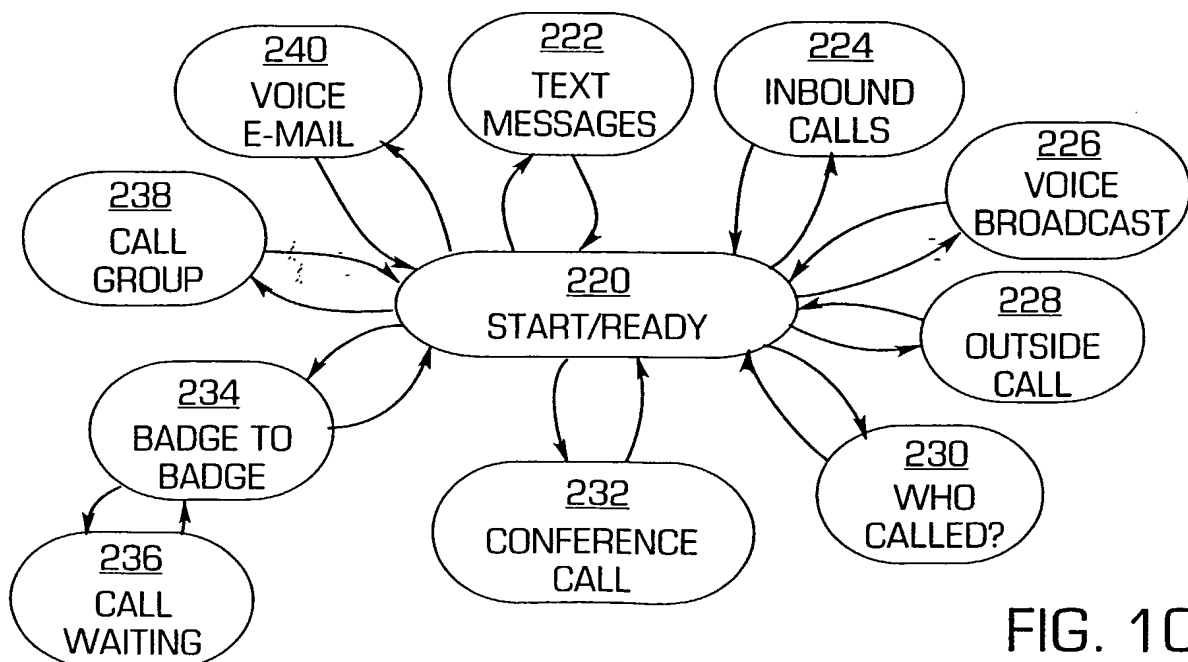 240
VOICE
E-MAIL
222
TEXT
MESSAGES
224
INBOUND
CALLS
226
VOICE
BROADCAST
238
CALL
GROUP
220
START/READY
228
OUTSIDE
CALL
234
BADGE TO
BADGE
232
CONFERENCE
CALL
230
WHO
CALLED?
236
CALL
WAITING
FIG. 10